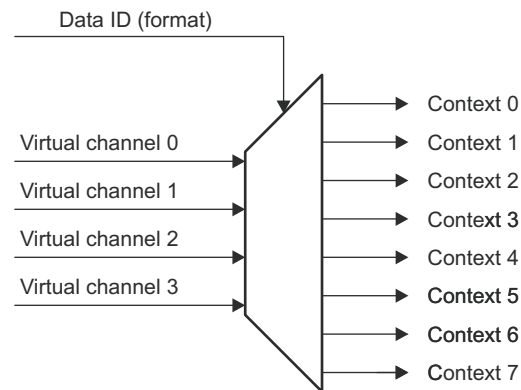 Data ID (format)
Virtual channel 0
Virtual channel 1
Virtual channel 2
Virtual channel 3
Context 0
Context 1
Context 2
Context 3
Context 4
Context 5
Context 6
Context 7